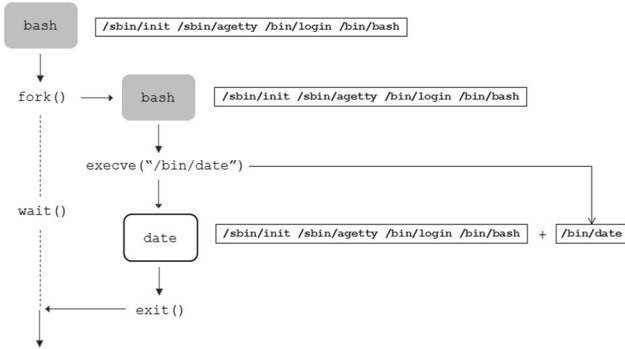 bash /sbin/init /sbin/agetty /bin/login /bin/bash
fork() bash /sbin/init /sbin/agetty /bin/login /bin/bash
execve(“/bin/date”)
wait()
date /sbin/init /sbin/agetty /bin/login /bin/bash + /bin/date
exit()